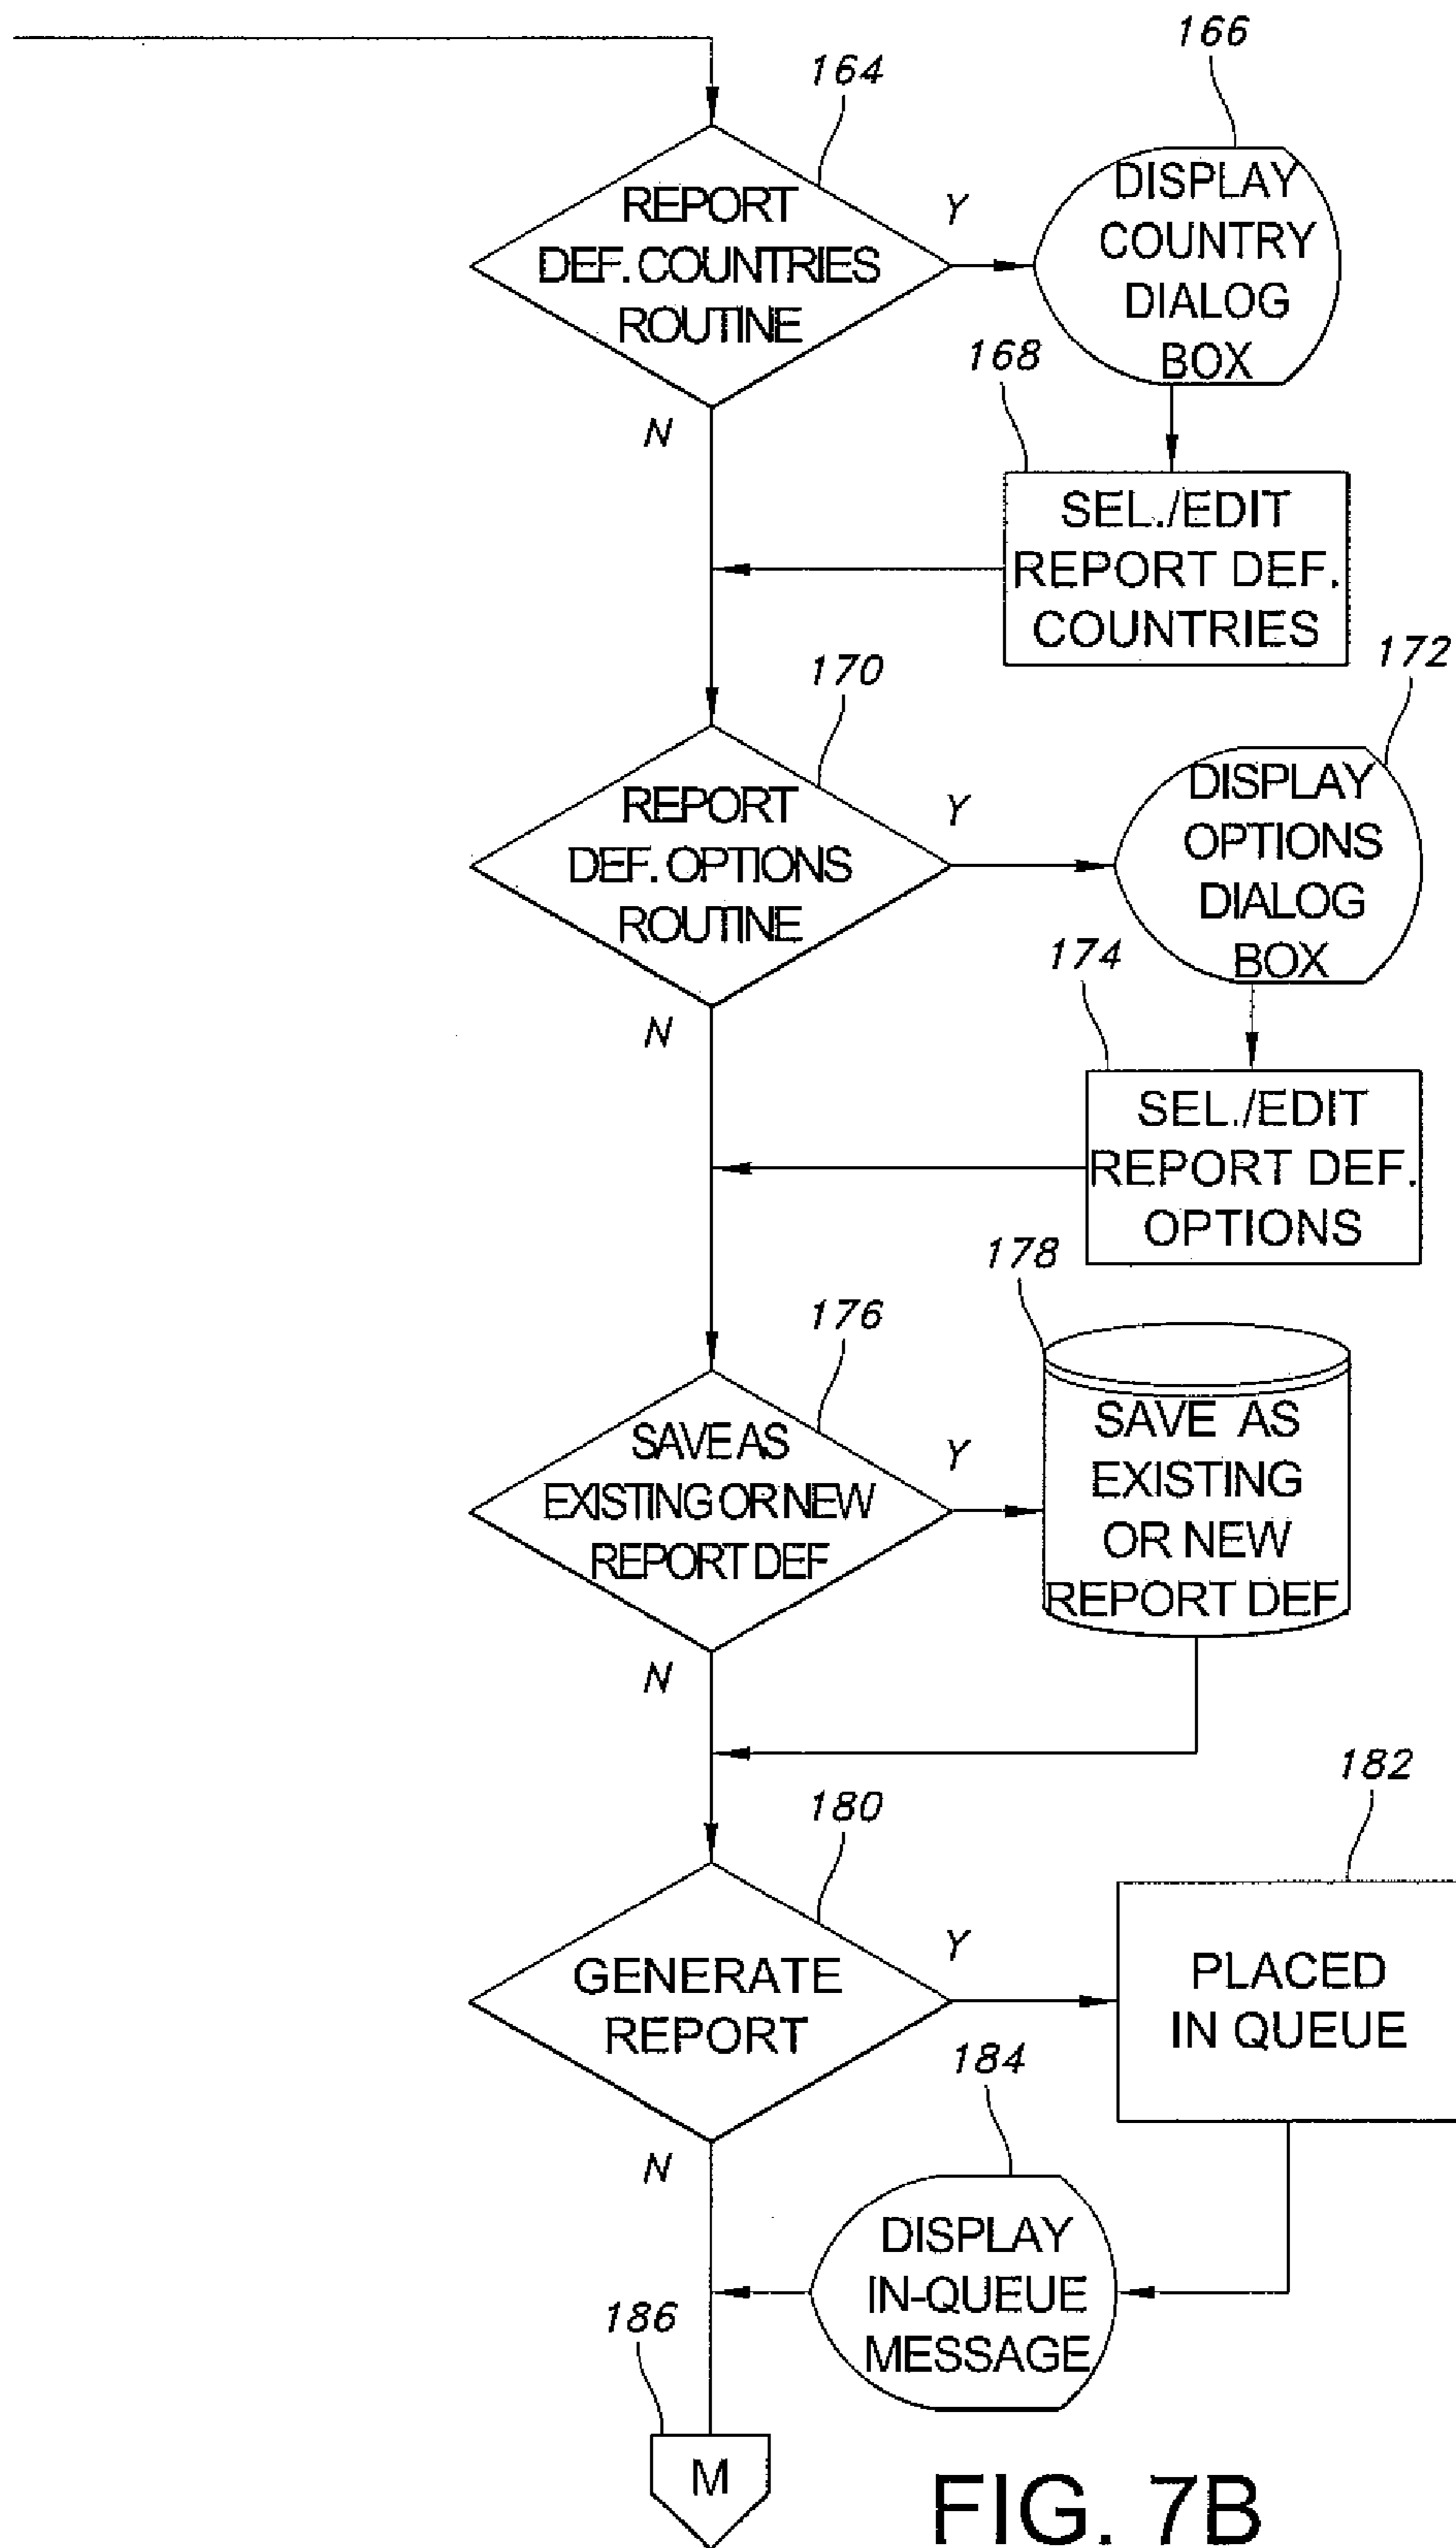 166
164
REPORT
DEF. COUNTRIES
ROUTINE
Y
DISPLAY
COUNTRY
DIALOG
BOX
168
N
SEL./EDIT
REPORT DEF.
COUNTRIES
170
172
REPORT
DEF. OPTIONS
ROUTINE
Y
DISPLAY
OPTIONS
DIALOG
BOX
174
N
SEL./EDIT
REPORT DEF.
OPTIONS
178
176
SAVE AS
EXISTING OR NEW
REPORT DEF
Y
SAVE AS
EXISTING
OR NEW
REPORT DEF
N
182
180
GENERATE
REPORT
Y
PLACED
IN QUEUE
184
N
DISPLAY
IN-QUEUE
MESSAGE
186
M
FIG. 7B